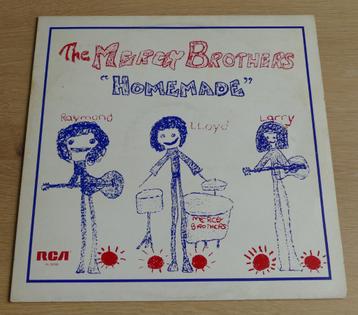 The MERCEY BROTHERS
"HOMEMADE"
Raymond
LLoyd
Larry
MERCEY
BROTHERS
RCA